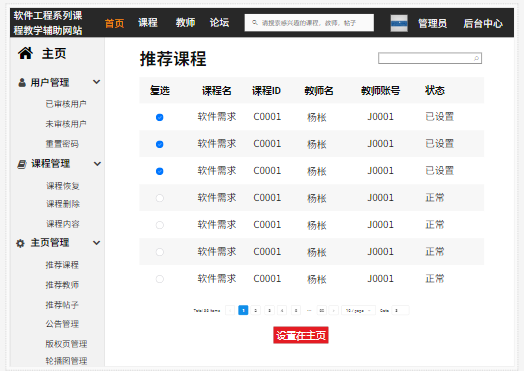 软件工程系列课
程教学辅助网站
首页 课程 教师 论坛 请搜索感兴趣的课程，教师，帖子 管理员 后台中心
主页
用户管理
已审核用户
未审核用户
重置密码
课程管理
课程恢复
课程删除
课程内容
主页管理
推荐课程
推荐教师
推荐帖子
公告管理
版权页管理
轮播图管理
推荐课程
复选 课程名 课程ID 教师名 教师账号 状态
软件需求 C0001 杨枨 J0001 已设置
软件需求 C0001 杨枨 J0001 已设置
软件需求 C0001 杨枨 J0001 已设置
软件需求 C0001 杨枨 J0001 正常
软件需求 C0001 杨枨 J0001 正常
软件需求 C0001 杨枨 J0001 正常
软件需求 C0001 杨枨 J0001 正常
1 2 3 4 5 ··· 50 10 / page Goto 5
设置在主页